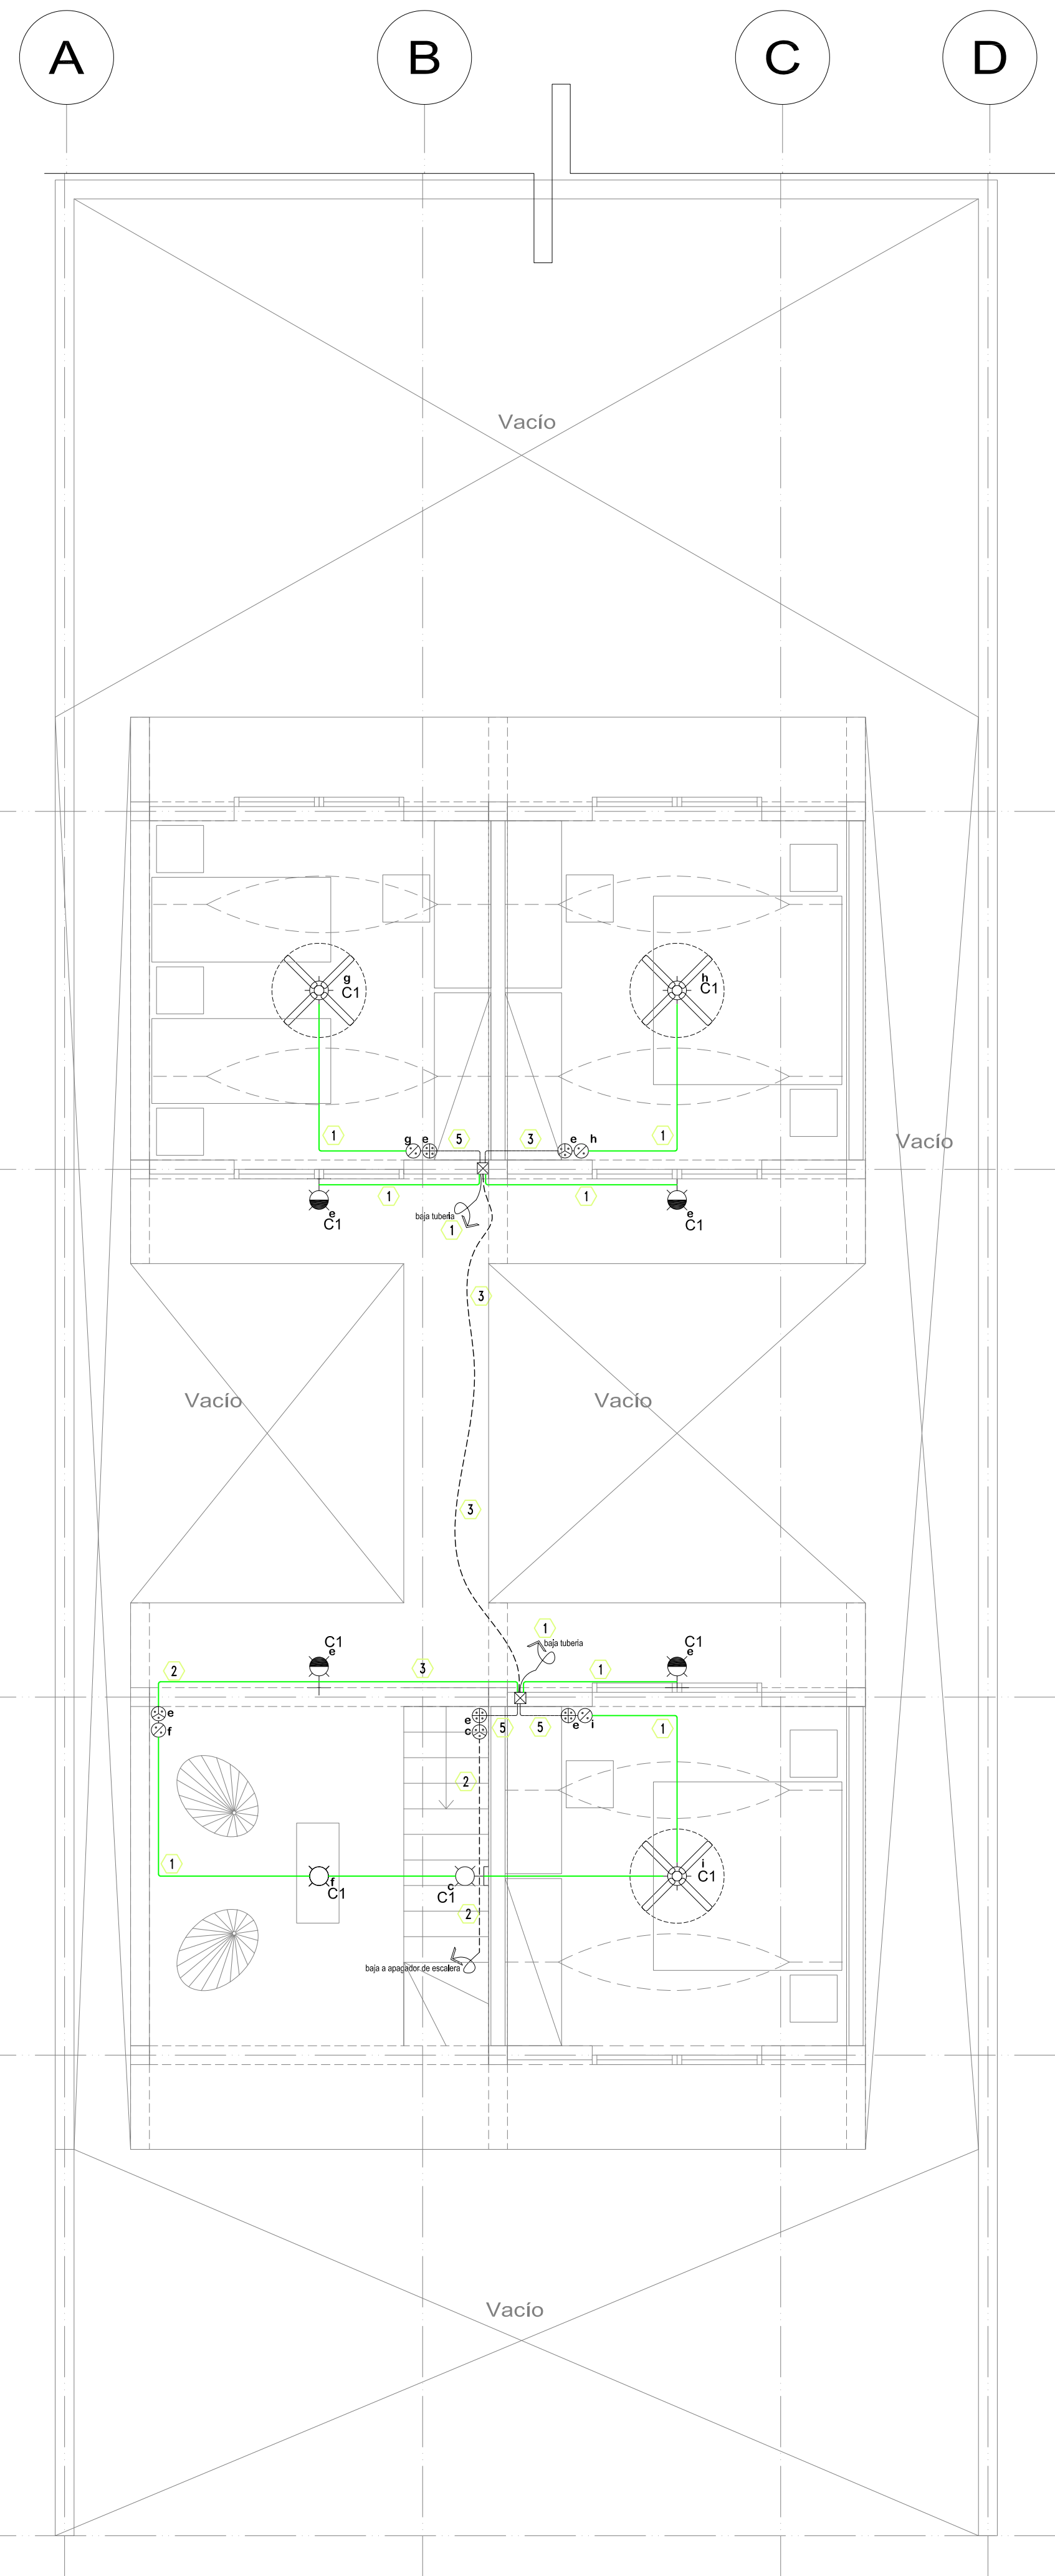 A B C D
Vacío
Vacío
g
C1
h
C1
1 g e 5 3 e h 1
1 1
e
C1
baja tuberia
1
e
C1
3
Vacío
Vacío
3
1
baja tuberia
C1
e
C1
e
2 3 1
e
f
e
c
5 5
e i
1
2
1
f
C1
c
C1
i
C1
2
baja a apagador de escalera
Vacío